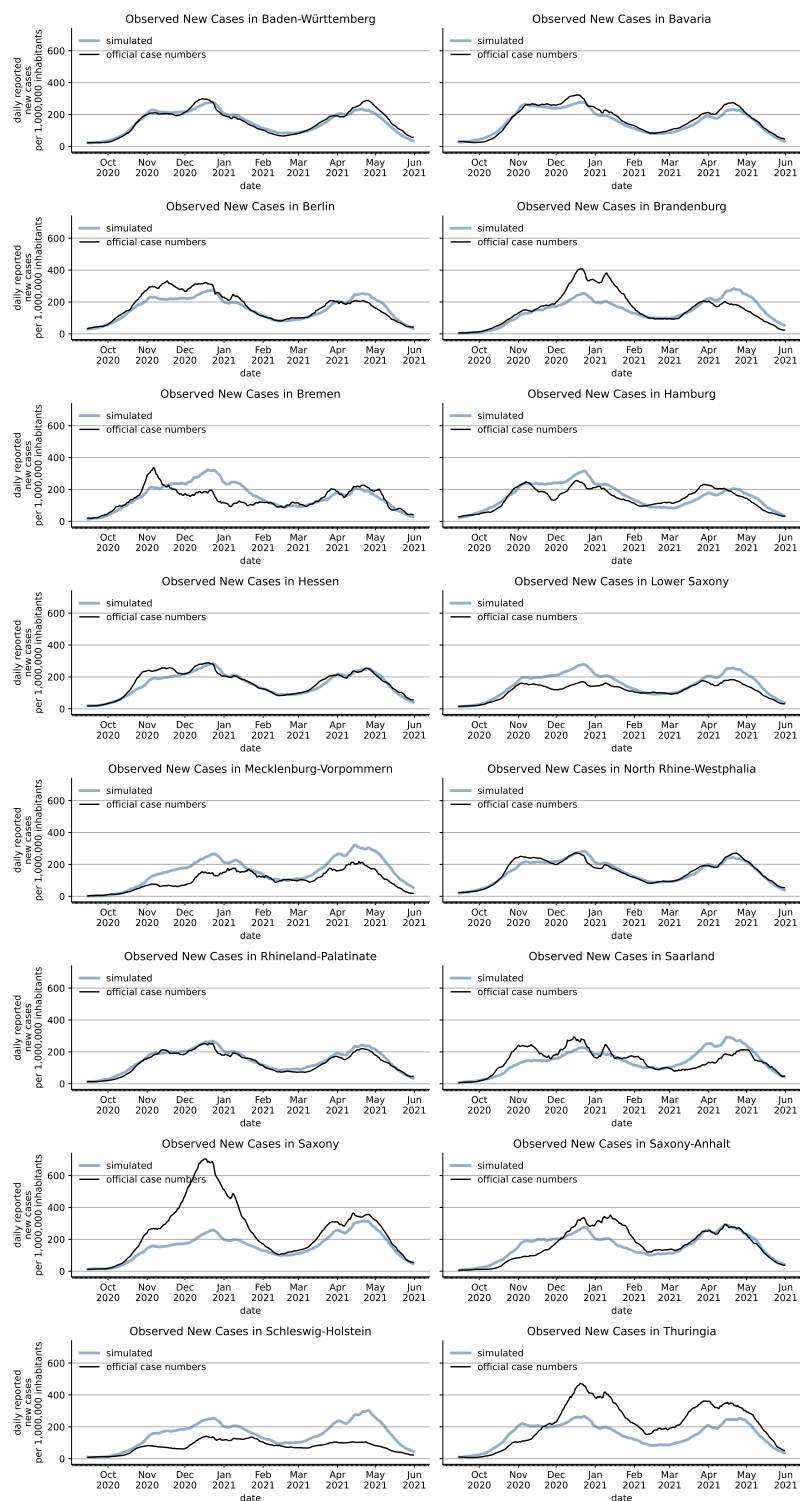 Observed New Cases in Baden-Württemberg
daily reported
new cases
per 1,000,000 inhabitants
600
400
200
0
simulated
official case numbers
Oct
2020
Nov
2020
Dec
2020
Jan
2021
Feb
2021
Mar
2021
Apr
2021
May
2021
Jun
2021
date
Observed New Cases in Bavaria
simulated
official case numbers
Oct
2020
Nov
2020
Dec
2020
Jan
2021
Feb
2021
Mar
2021
Apr
2021
May
2021
Jun
2021
date
Observed New Cases in Berlin
daily reported
new cases
per 1,000,000 inhabitants
600
400
200
0
simulated
official case numbers
Oct
2020
Nov
2020
Dec
2020
Jan
2021
Feb
2021
Mar
2021
Apr
2021
May
2021
Jun
2021
date
Observed New Cases in Brandenburg
simulated
official case numbers
Oct
2020
Nov
2020
Dec
2020
Jan
2021
Feb
2021
Mar
2021
Apr
2021
May
2021
Jun
2021
date
Observed New Cases in Bremen
daily reported
new cases
per 1,000,000 inhabitants
600
400
200
0
simulated
official case numbers
Oct
2020
Nov
2020
Dec
2020
Jan
2021
Feb
2021
Mar
2021
Apr
2021
May
2021
Jun
2021
date
Observed New Cases in Hamburg
simulated
official case numbers
Oct
2020
Nov
2020
Dec
2020
Jan
2021
Feb
2021
Mar
2021
Apr
2021
May
2021
Jun
2021
date
Observed New Cases in Hessen
daily reported
new cases
per 1,000,000 inhabitants
600
400
200
0
simulated
official case numbers
Oct
2020
Nov
2020
Dec
2020
Jan
2021
Feb
2021
Mar
2021
Apr
2021
May
2021
Jun
2021
date
Observed New Cases in Lower Saxony
simulated
official case numbers
Oct
2020
Nov
2020
Dec
2020
Jan
2021
Feb
2021
Mar
2021
Apr
2021
May
2021
Jun
2021
date
Observed New Cases in Mecklenburg-Vorpommern
daily reported
new cases
per 1,000,000 inhabitants
600
400
200
0
simulated
official case numbers
Oct
2020
Nov
2020
Dec
2020
Jan
2021
Feb
2021
Mar
2021
Apr
2021
May
2021
Jun
2021
date
Observed New Cases in North Rhine-Westphalia
simulated
official case numbers
Oct
2020
Nov
2020
Dec
2020
Jan
2021
Feb
2021
Mar
2021
Apr
2021
May
2021
Jun
2021
date
Observed New Cases in Rhineland-Palatinate
daily reported
new cases
per 1,000,000 inhabitants
600
400
200
0
simulated
official case numbers
Oct
2020
Nov
2020
Dec
2020
Jan
2021
Feb
2021
Mar
2021
Apr
2021
May
2021
Jun
2021
date
Observed New Cases in Saarland
simulated
official case numbers
Oct
2020
Nov
2020
Dec
2020
Jan
2021
Feb
2021
Mar
2021
Apr
2021
May
2021
Jun
2021
date
Observed New Cases in Saxony
daily reported
new cases
per 1,000,000 inhabitants
600
400
200
0
simulated
official case numbers
Oct
2020
Nov
2020
Dec
2020
Jan
2021
Feb
2021
Mar
2021
Apr
2021
May
2021
Jun
2021
date
Observed New Cases in Saxony-Anhalt
simulated
official case numbers
Oct
2020
Nov
2020
Dec
2020
Jan
2021
Feb
2021
Mar
2021
Apr
2021
May
2021
Jun
2021
date
Observed New Cases in Schleswig-Holstein
daily reported
new cases
per 1,000,000 inhabitants
600
400
200
0
simulated
official case numbers
Oct
2020
Nov
2020
Dec
2020
Jan
2021
Feb
2021
Mar
2021
Apr
2021
May
2021
Jun
2021
date
Observed New Cases in Thuringia
simulated
official case numbers
Oct
2020
Nov
2020
Dec
2020
Jan
2021
Feb
2021
Mar
2021
Apr
2021
May
2021
Jun
2021
date